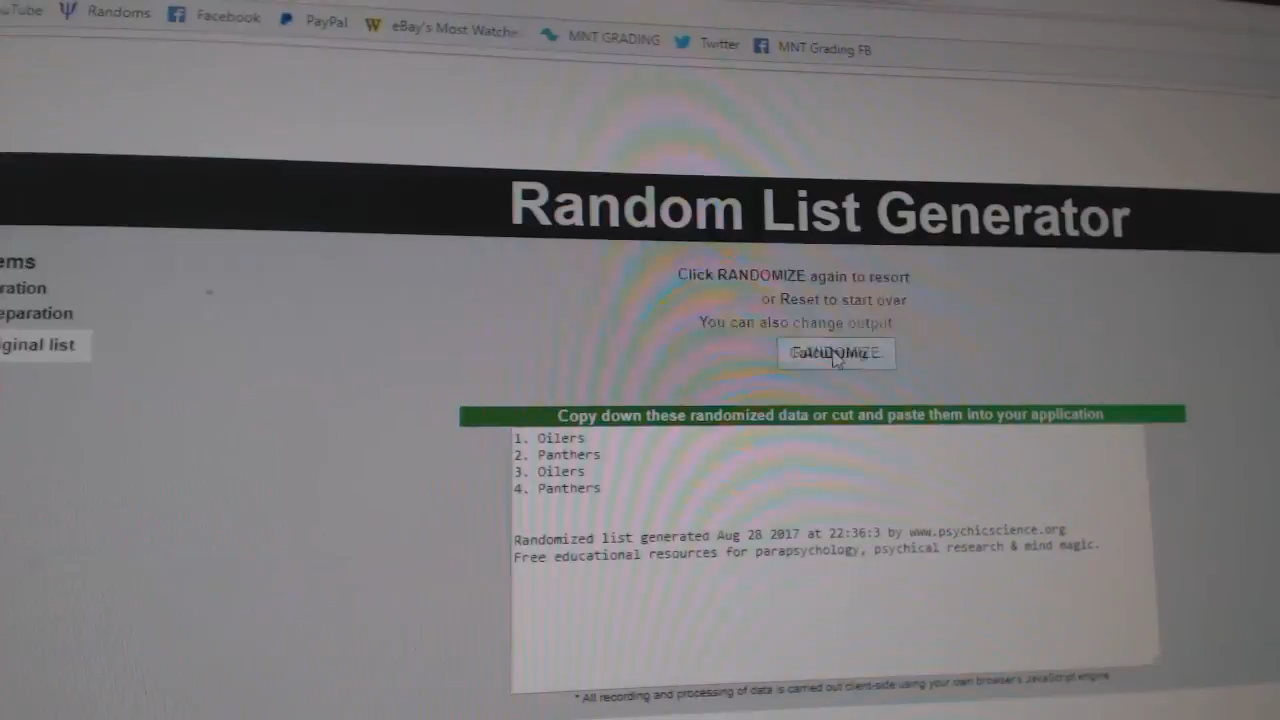 ouTube Randoms Facebook PayPal eBay's Most Watche MNT GRADING Twitter MNT Grading FB
Random List Generator
ems
ration
eparation
iginal list
Click RANDOMIZE again to resort
or Reset to start over
You can also change output
RANDOMIZE
Copy down these randomized data or cut and paste them into your application
1. Oilers
2. Panthers
3. Oilers
4. Panthers
Randomized list generated Aug 28 2017 at 22:36:3 by www.psychicscience.org
Free educational resources for parapsychology, psychical research & mind magic.
* All recording and processing of data is carried out client-side using your own browser's JavaScript engine